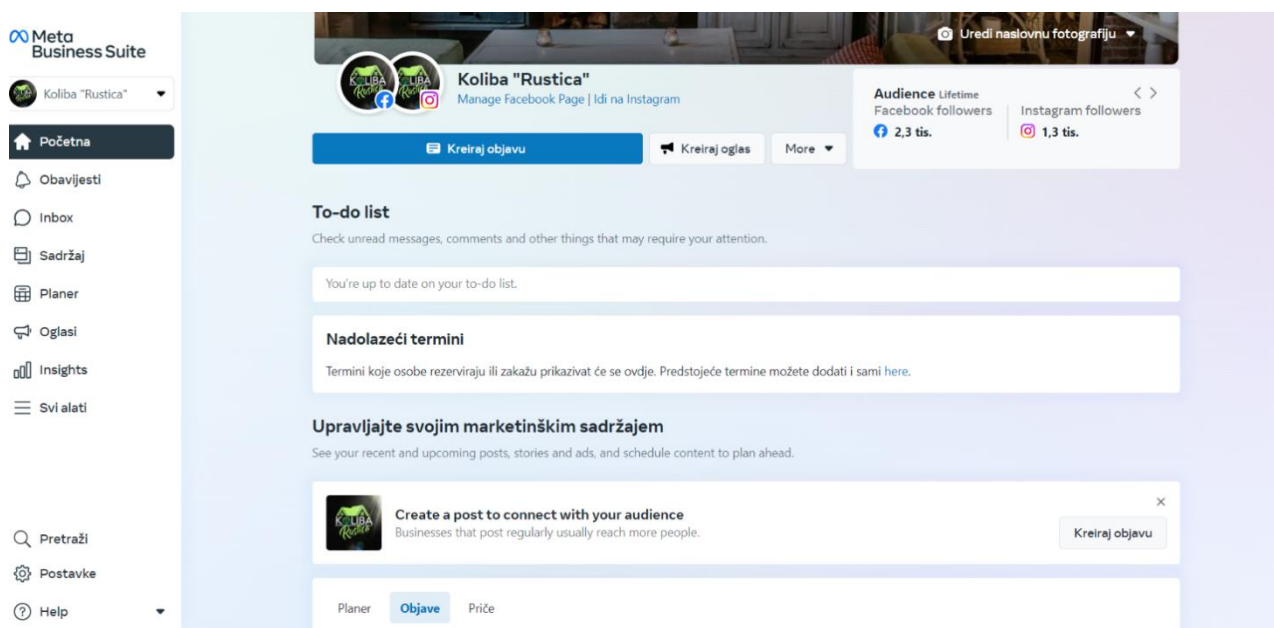 Meta
Business Suite
Koliba "Rustica"
Početna
Obavijesti
Inbox
Sadržaj
Planer
Oglasi
Insights
Svi alati
Pretraži
Postavke
Help
Uredi naslovnu fotografiju
KOLIBA
Rustica
Koliba "Rustica"
Manage Facebook Page | Idi na Instagram
Audience Lifetime
Facebook followers
2,3 tis.
Instagram followers
1,3 tis.
Kreiraj objavu
Kreiraj oglas
More
To-do list
Check unread messages, comments and other things that may require your attention.
You're up to date on your to-do list.
Nadolazeći termini
Termini koje osobe rezerviraju ili zakažu prikazivat će se ovdje. Predstojeće termine možete dodati i sami here.
Upravljajte svojim marketinškim sadržajem
See your recent and upcoming posts, stories and ads, and schedule content to plan ahead.
KOLIBA
Rustica
Create a post to connect with your audience
Businesses that post regularly usually reach more people.
Kreiraj objavu
Planer
Objave
Priče